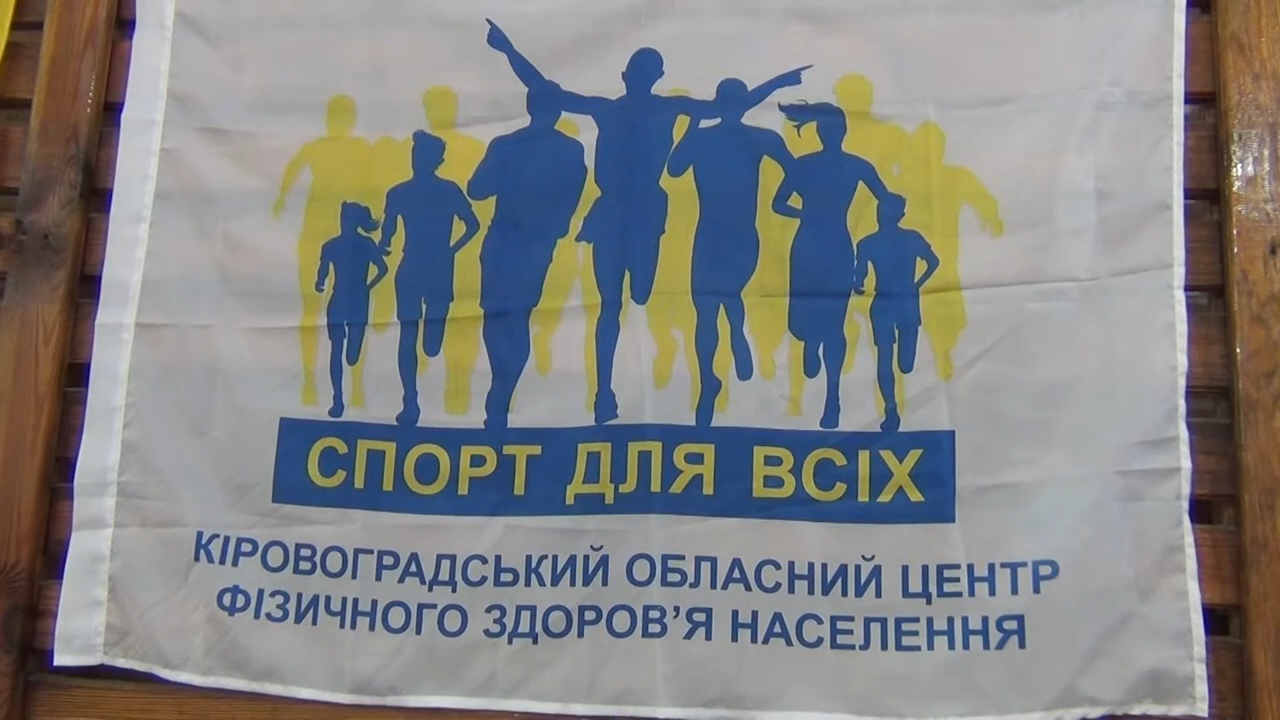 СПОРТ ДЛЯ ВСІХ
КІРОВОГРАДСЬКИЙ ОБЛАСНИЙ ЦЕНТР
ФІЗИЧНОГО ЗДОРОВ’Я НАСЕЛЕННЯ